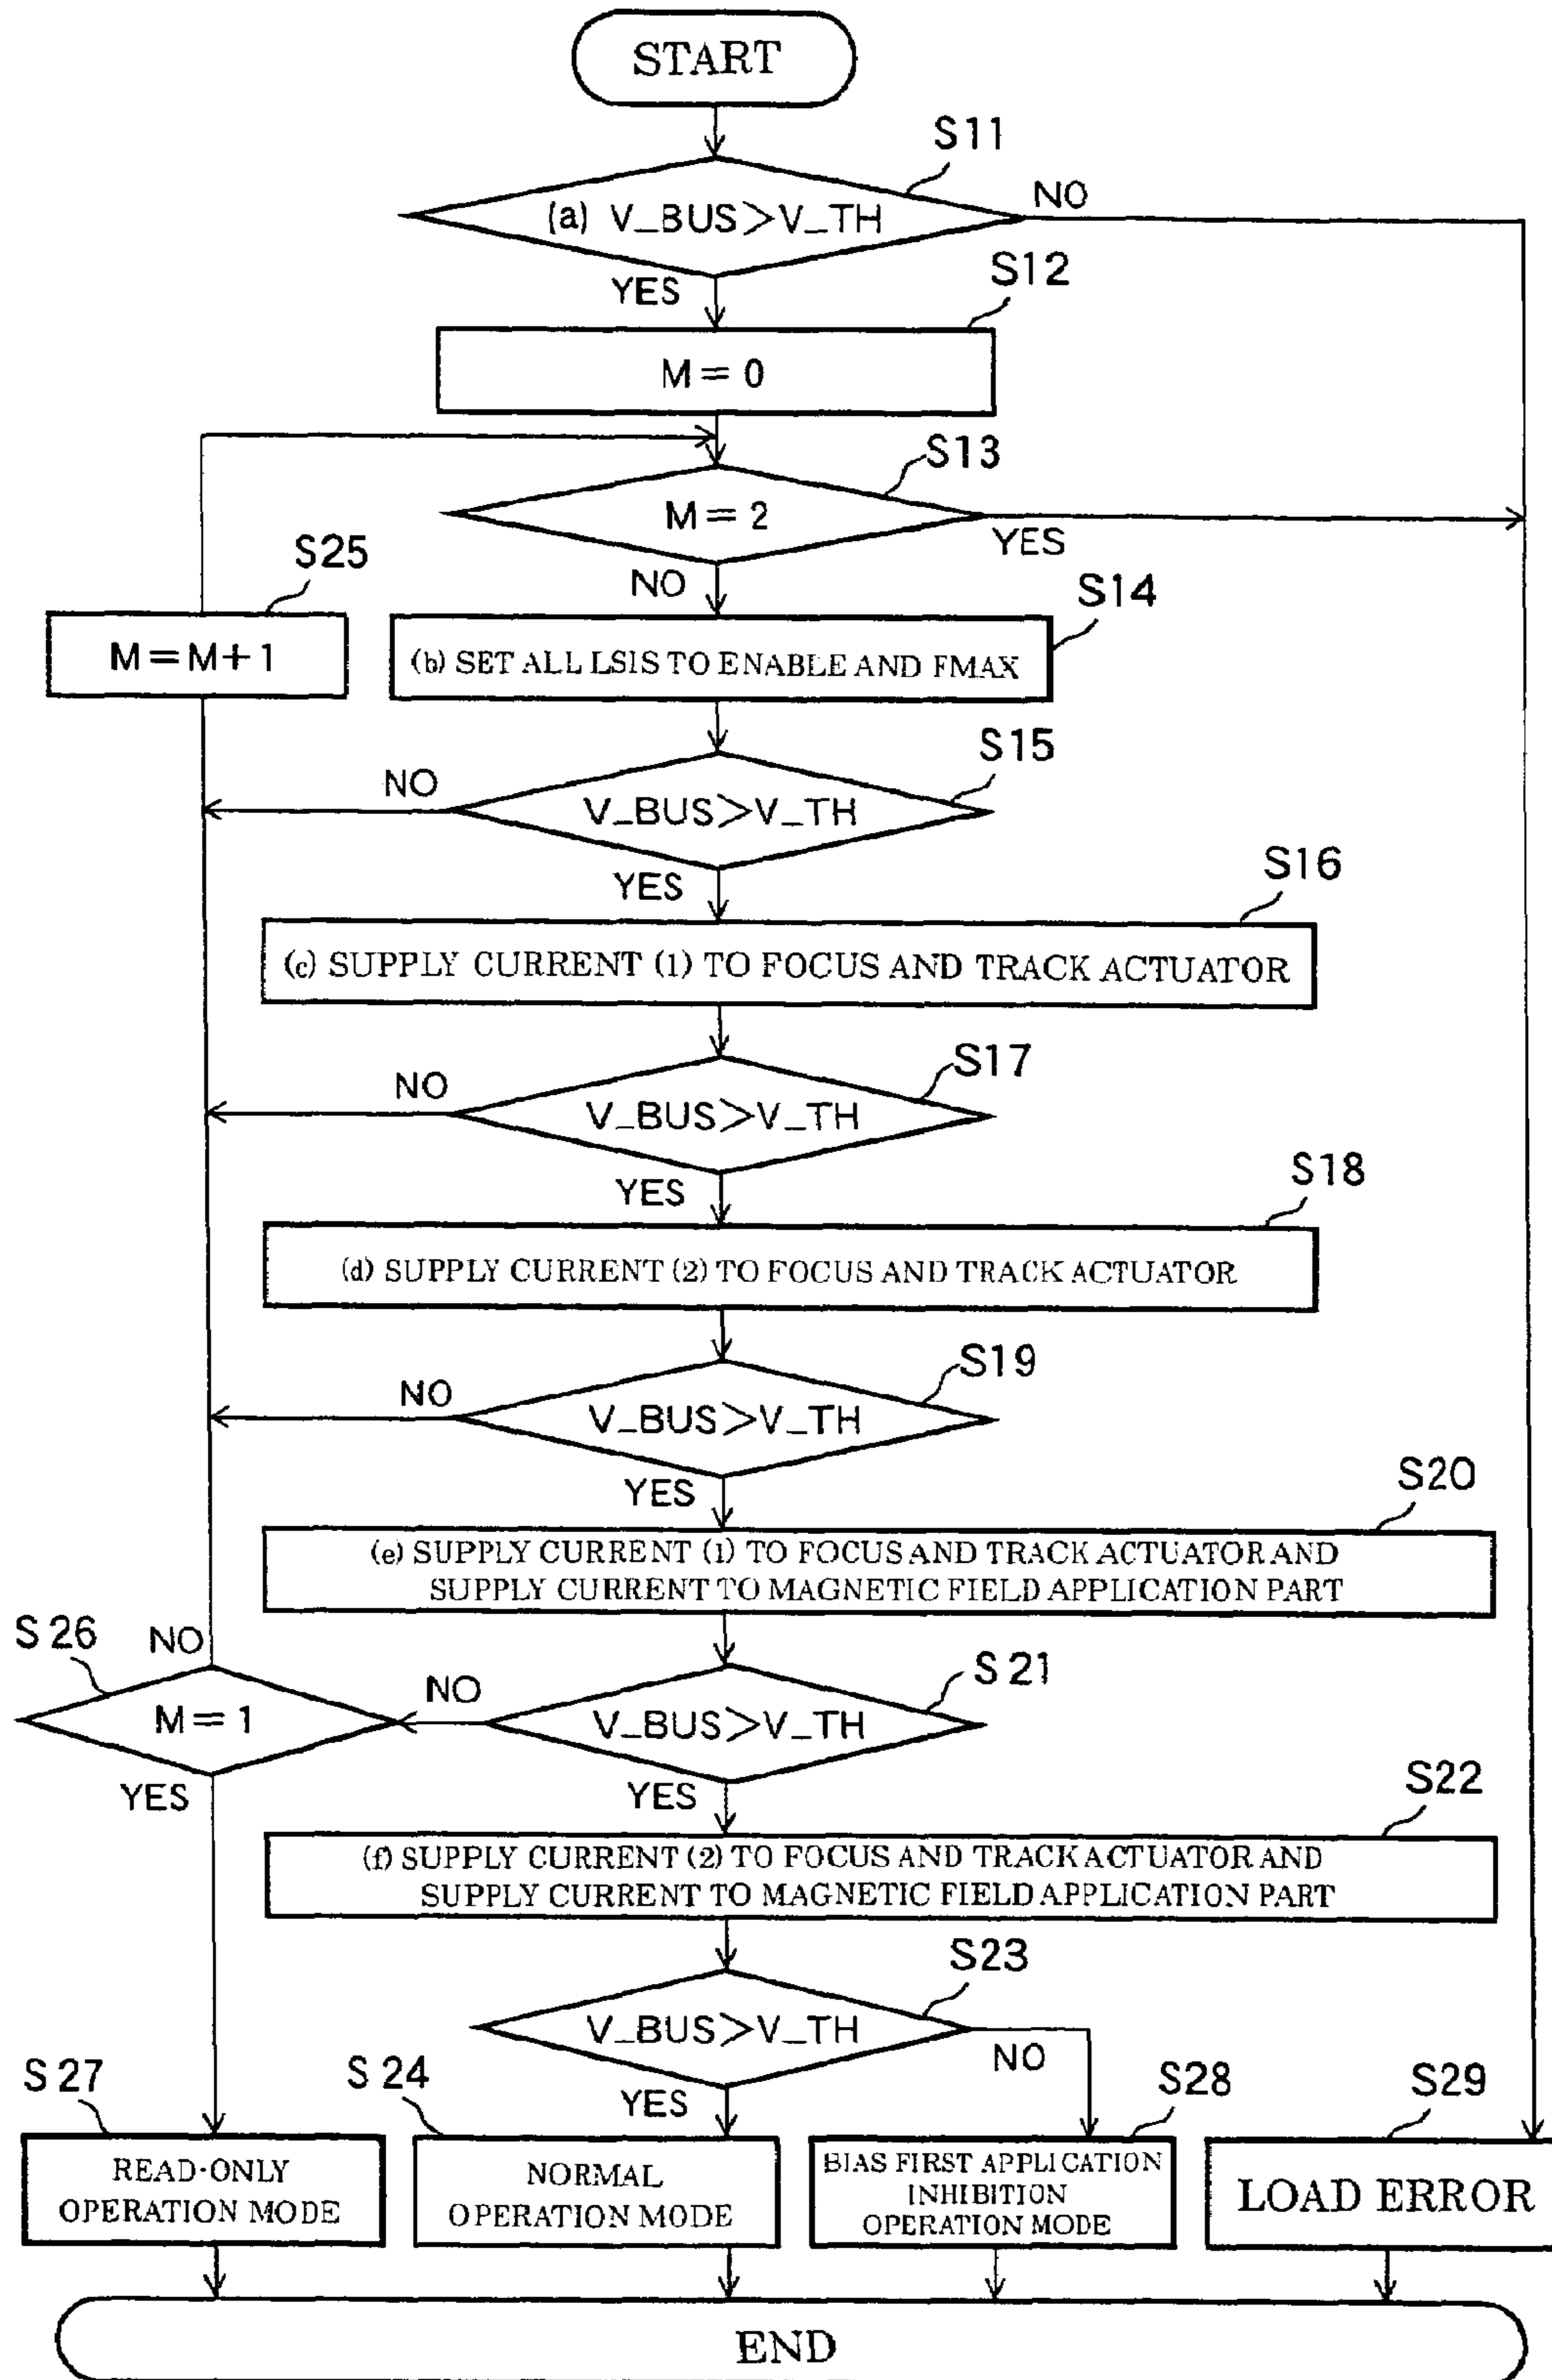 START
S11
(a) V_BUS>V_TH
NO
YES
S12
M=0
S13
M=2
YES
NO
S25
M=M+1
S14
(b) SET ALL LSIS TO ENABLE AND FMAX
S15
NO
V_BUS>V_TH
YES
S16
(c) SUPPLY CURRENT (1) TO FOCUS AND TRACK ACTUATOR
S17
NO
V_BUS>V_TH
YES
S18
(d) SUPPLY CURRENT (2) TO FOCUS AND TRACK ACTUATOR
S19
NO
V_BUS>V_TH
YES
S20
(e) SUPPLY CURRENT (1) TO FOCUS AND TRACK ACTUATOR AND
SUPPLY CURRENT TO MAGNETIC FIELD APPLICATION PART
S26
NO
M=1
YES
S21
NO
V_BUS>V_TH
YES
S22
(f) SUPPLY CURRENT (2) TO FOCUS AND TRACK ACTUATOR AND
SUPPLY CURRENT TO MAGNETIC FIELD APPLICATION PART
S23
V_BUS>V_TH
NO
YES
S27
READ-ONLY
OPERATION MODE
S24
NORMAL
OPERATION MODE
S28
BIAS FIRST APPLICATION
INHIBITION
OPERATION MODE
S29
LOAD ERROR
END